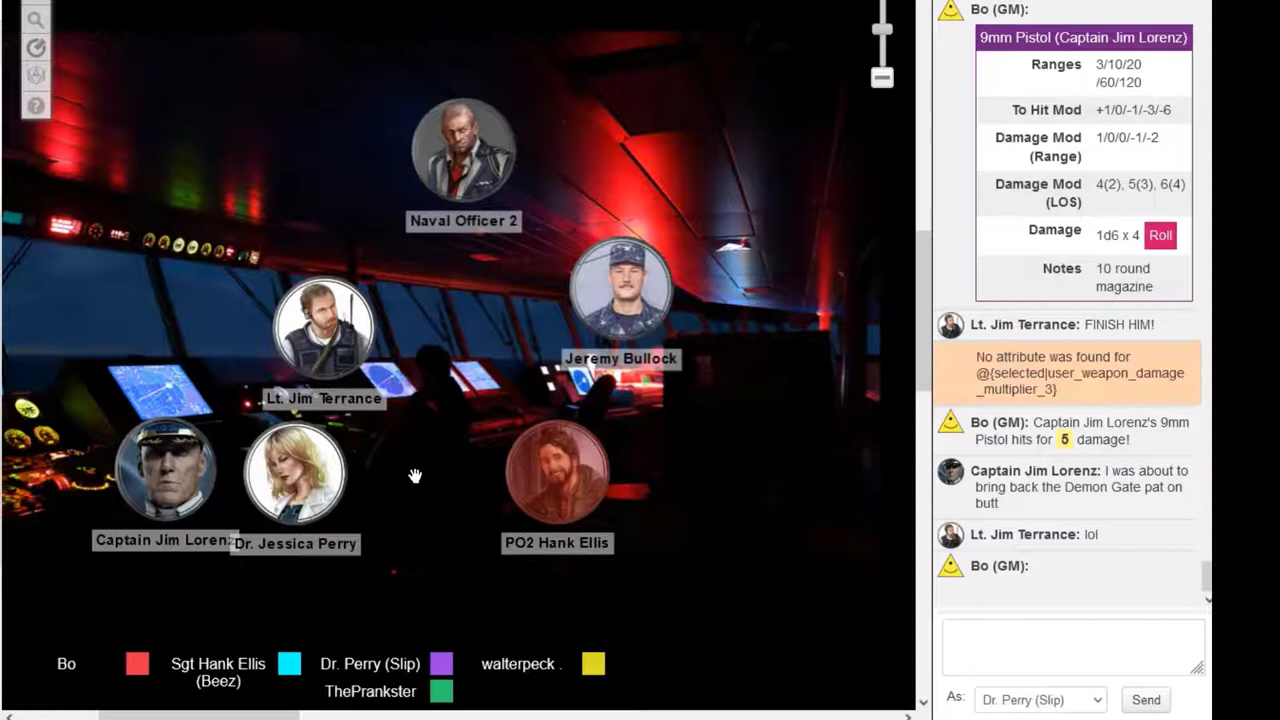 Naval Officer 2
Jeremy Bullock
Lt. Jim Terrance
Captain Jim Lorenz
Dr. Jessica Perry
PO2 Hank Ellis
Bo
Sgt Hank Ellis
(Beez)
Dr. Perry (Slip)
walterpeck .
ThePrankster
Bo (GM):
9mm Pistol (Captain Jim Lorenz)
Ranges 3/10/20
/60/120
To Hit Mod +1/0/-1/-3/-6
Damage Mod 1/0/0/-1/-2
(Range)
Damage Mod 4(2), 5(3), 6(4)
(LOS)
Damage 1d6 x 4 Roll
Notes 10 round
magazine
Lt. Jim Terrance: FINISH HIM!
No attribute was found for
@{selected|user_weapon_damage
_multiplier_3}
Bo (GM): Captain Jim Lorenz's 9mm
Pistol hits for 5 damage!
Captain Jim Lorenz: I was about to
bring back the Demon Gate pat on
butt
Lt. Jim Terrance: lol
Bo (GM):
As: Dr. Perry (Slip) Send